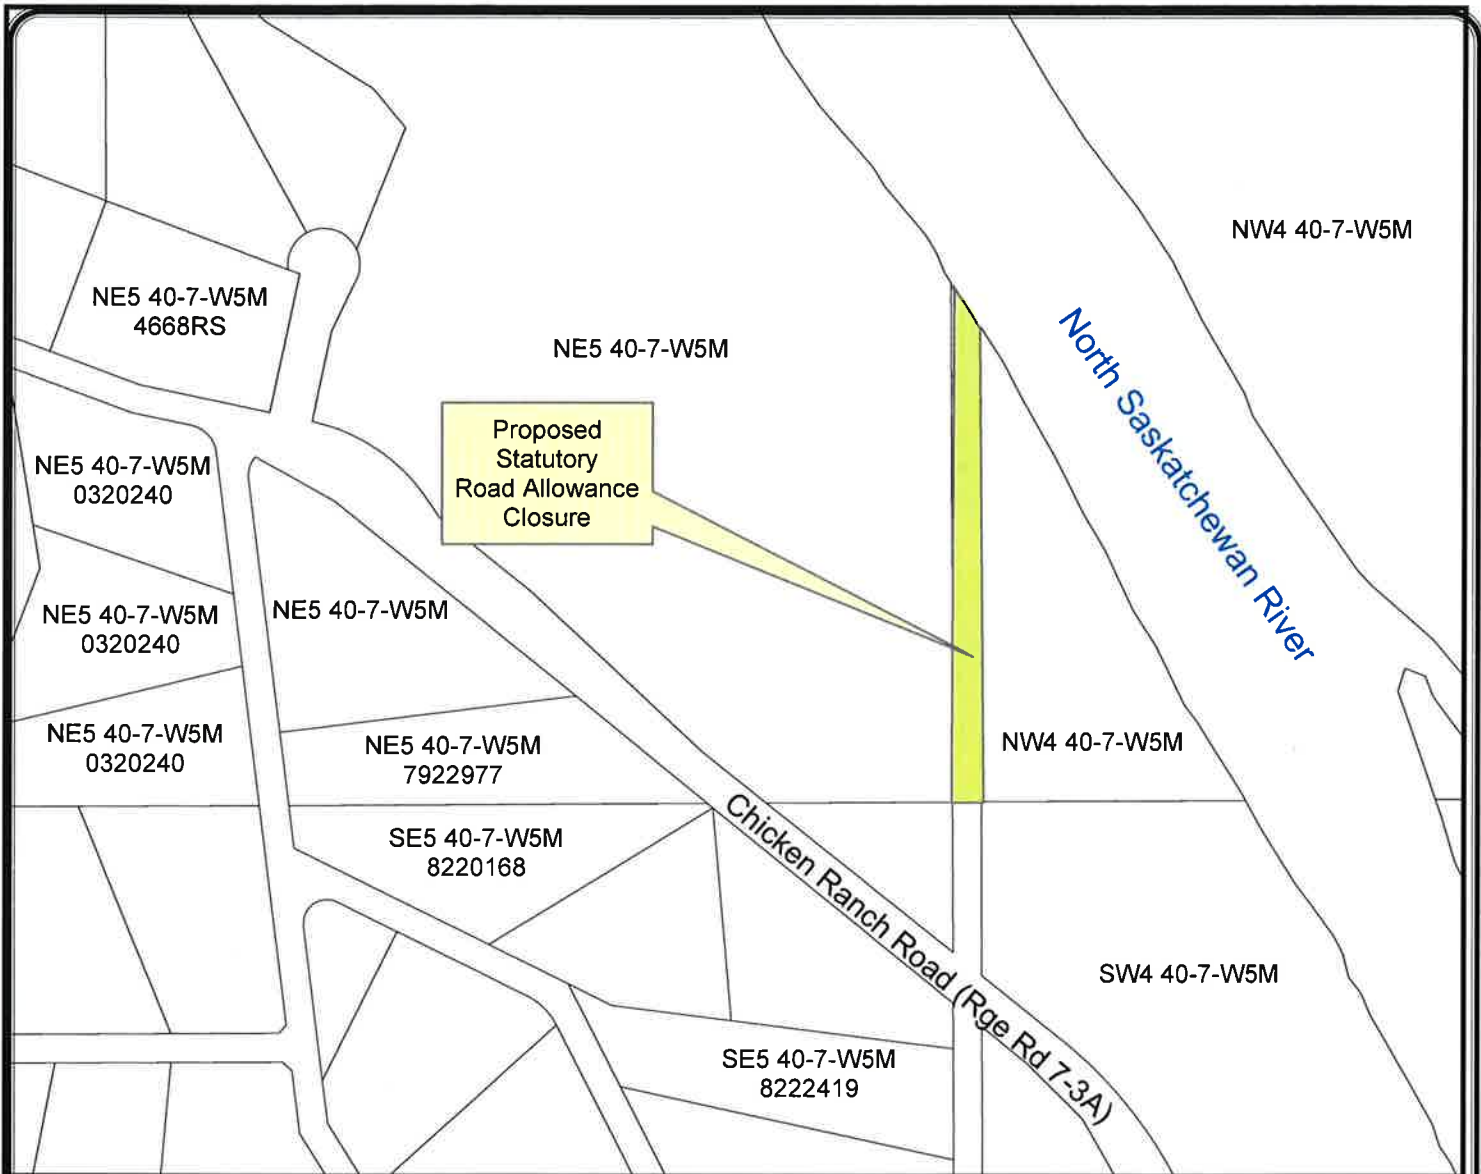 NW4 40-7-W5M
NE5 40-7-W5M
4668RS
NE5 40-7-W5M
North Saskatchewan River
Proposed
Statutory
Road Allowance
Closure
NE5 40-7-W5M
0320240
NE5 40-7-W5M
0320240
NE5 40-7-W5M
NE5 40-7-W5M
0320240
NE5 40-7-W5M
7922977
NW4 40-7-W5M
SE5 40-7-W5M
8220168
Chicken Ranch Road (Rge Rd 7-3A)
SW4 40-7-W5M
SE5 40-7-W5M
8222419